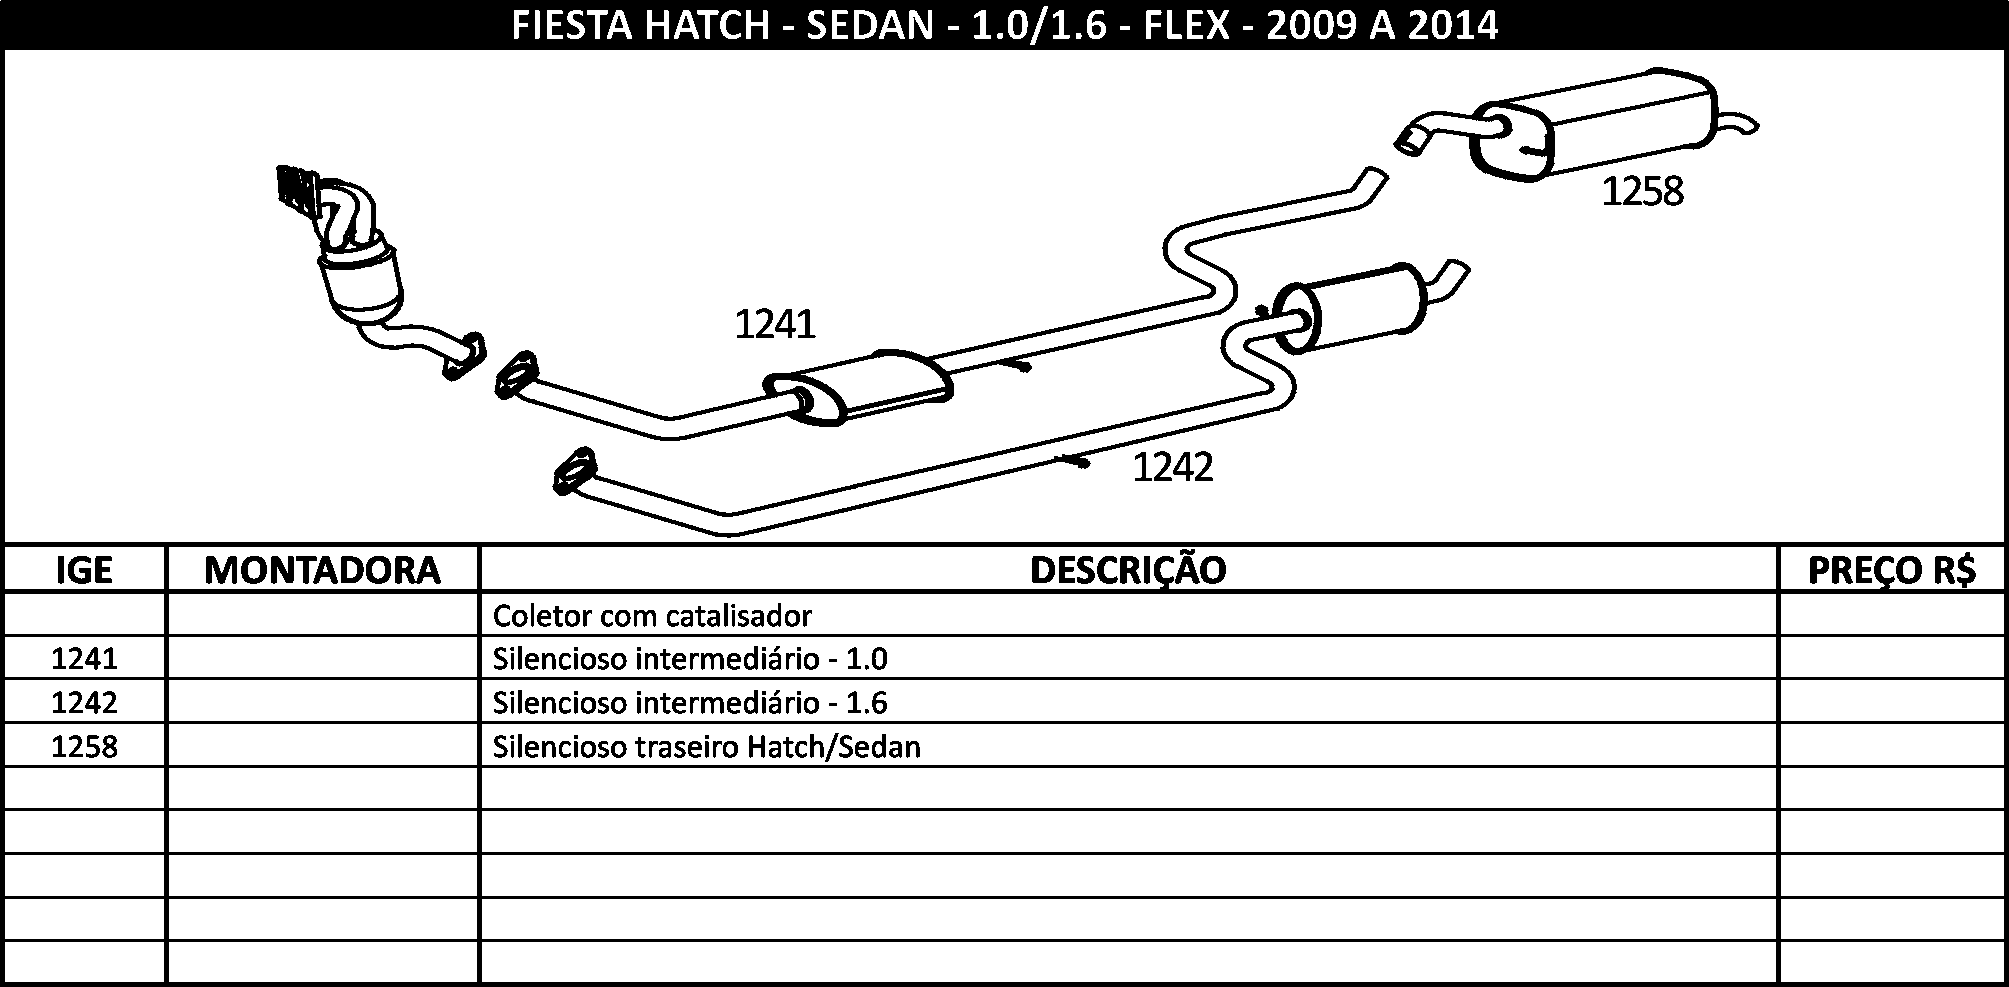 FIESTA HATCH - SEDAN - 1.0/1.6 - FLEX - 2009 A 2014
1258
1241
1242
IGE MONTADORA DESCRIÇÃO PREÇO R$
Coletor com catalisador
1241 Silencioso intermediário - 1.0
1242 Silencioso intermediário - 1.6
1258 Silencioso traseiro Hatch/Sedan